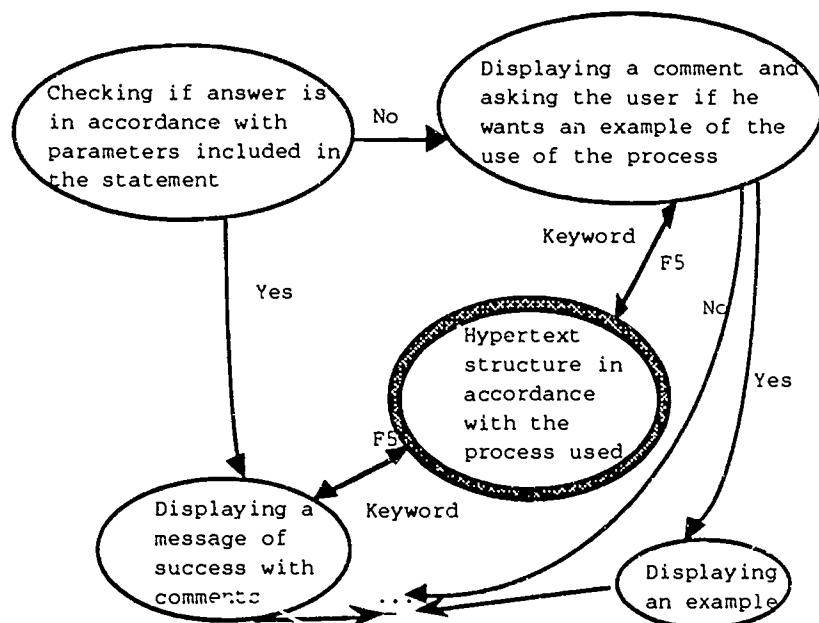 Checking if answer is
in accordance with
parameters included in
the statement
No
Displaying a comment and
asking the user if he
wants an example of the
use of the process
Keyword
F5
Yes
No
Hypertext
structure in
accordance
with the
process used
Yes
F5
Keyword
Displaying a
message of
success with
comments
...
Displaying
an example